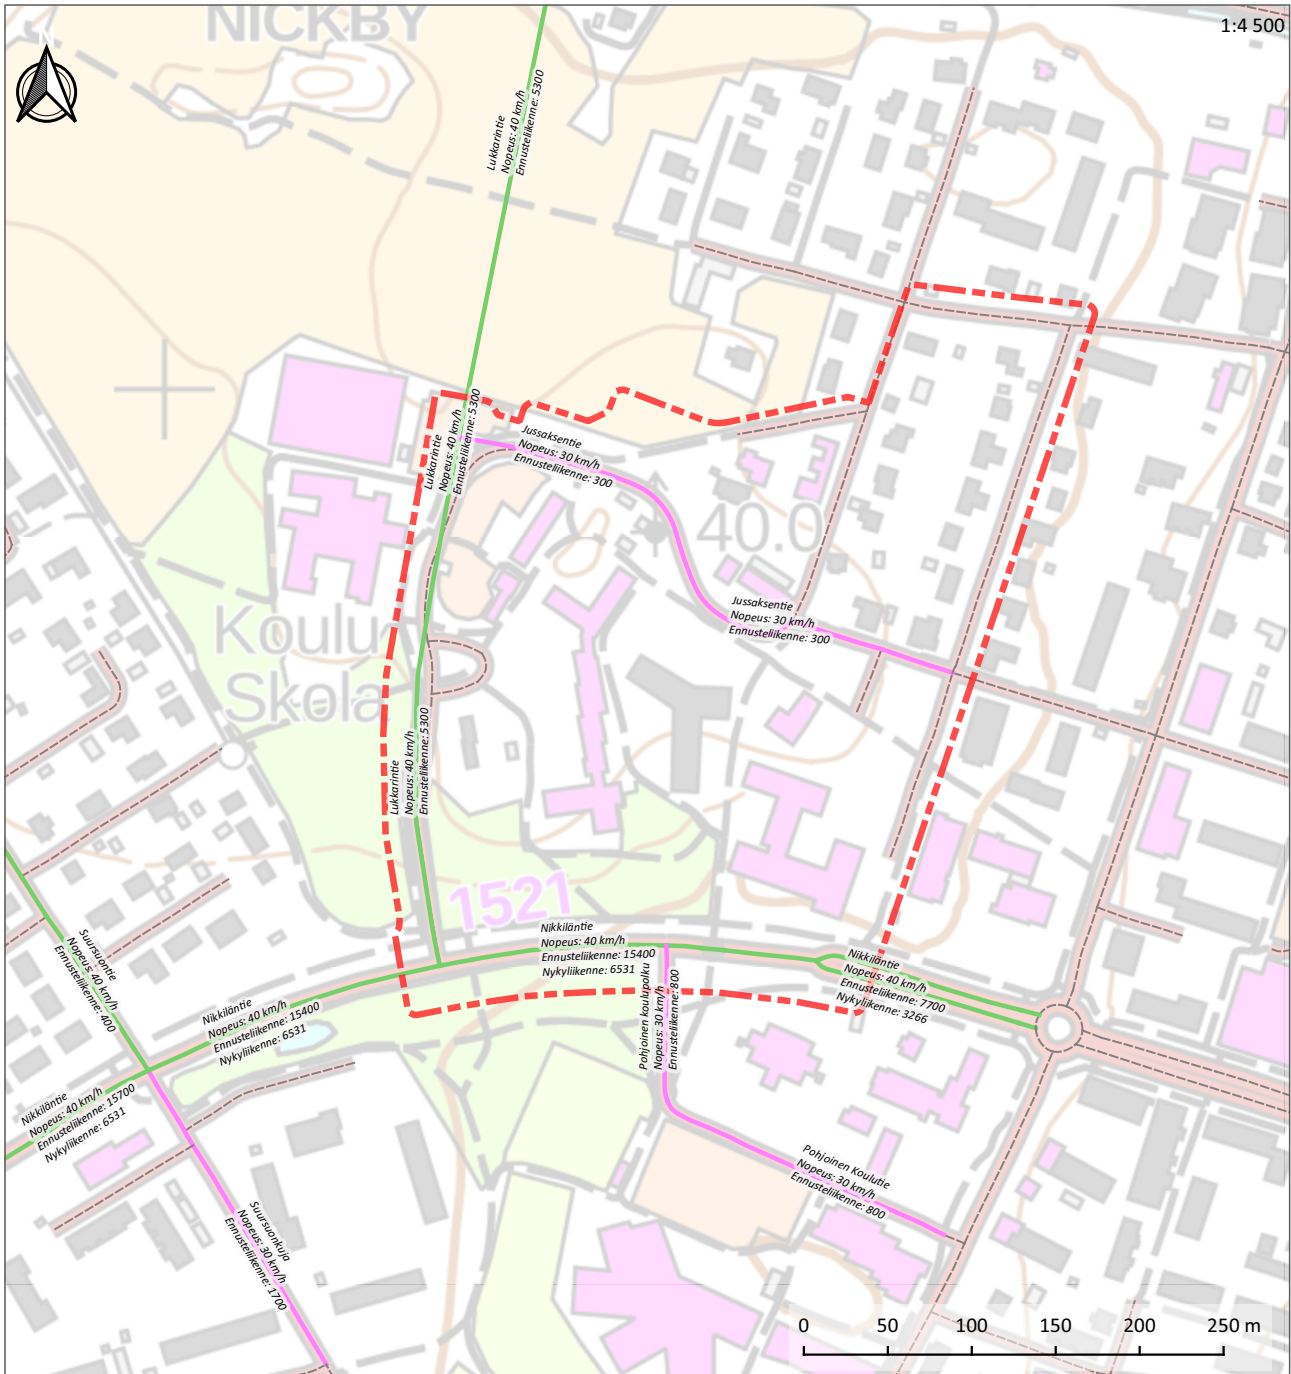 NICKBY
1:4 500
N
Lukkarintie
Nopeus: 40 km/h
Ennusteliikenne: 5300
Lukkarintie
Nopeus: 40 km/h
Ennusteliikenne: 5300
Jussaksentie
Nopeus: 30 km/h
Ennusteliikenne: 300
40.0
Jussaksentie
Nopeus: 30 km/h
Ennusteliikenne: 300
Koulu
Skola
Lukkarintie
Nopeus: 40 km/h
Ennusteliikenne: 5300
1521
Nikkiläntie
Nopeus: 40 km/h
Ennusteliikenne: 15400
Nykyliikenne: 6531
Nikkiläntie
Nopeus: 40 km/h
Ennusteliikenne: 7700
Nykyliikenne: 3266
Suursuontie
Nopeus: 40 km/h
Ennusteliikenne: 400
Nikkiläntie
Nopeus: 40 km/h
Ennusteliikenne: 15400
Nykyliikenne: 6531
Pohjoinen koulupolku
Nopeus: 30 km/h
Ennusteliikenne: 800
Nikkiläntie
Nopeus: 40 km/h
Ennusteliikenne: 15700
Nykyliikenne: 6531
Pohjoinen Koulutie
Nopeus: 30 km/h
Ennusteliikenne: 800
Suursuonkuja
Nopeus: 30 km/h
Ennusteliikenne: 1700
0 50 100 150 200 250 m